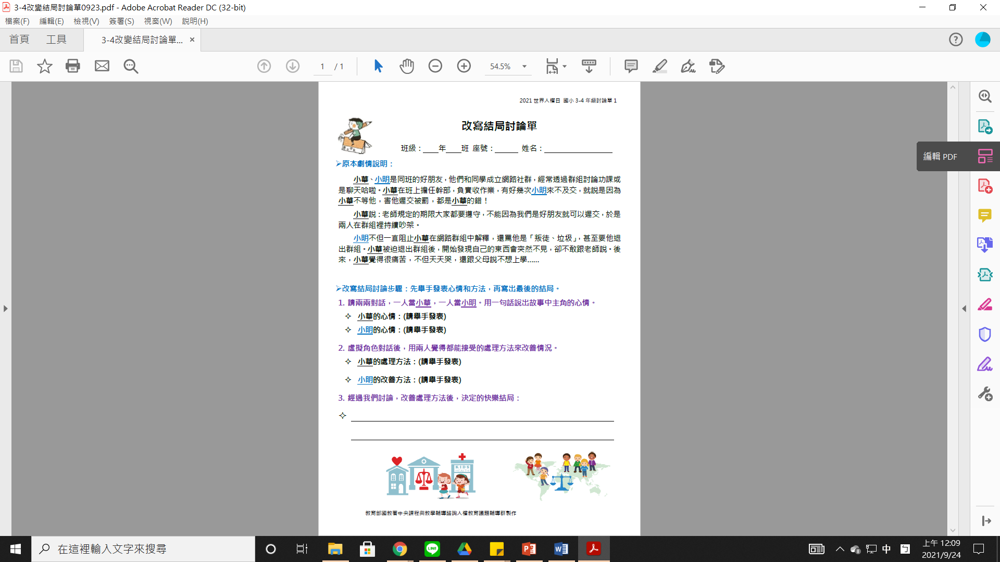 3-4改變結局討論單0923.pdf - Adobe Acrobat Reader DC (32-bit)
檔案(F) 編輯(E) 檢視(V) 簽署(S) 視窗(W) 說明(H)
首頁 工具 3-4改變結局討論單... ×
1 / 1 54.5%
編輯 PDF
2021 世界人權日 國小 3-4 年級討論單 1
改寫結局討論單
班級：____年____班 座號：______ 姓名：__________________
➢原本劇情說明：
小華、小明是同班的好朋友，他們和同學成立網路社群，經常透過群組討論功課或
是聊天哈啦。小華在班上擔任幹部，負責收作業，有好幾次小明來不及交，就說是因為
小華不等他，害他遲交被罰，都是小華的錯！
小華說：老師規定的期限大家都要遵守，不能因為我們是好朋友就可以遲交，於是
兩人在群組裡持續吵架。
小明不但一直阻止小華在網路群組中解釋，還罵他是「叛徒、垃圾」，甚至要他退
出群組。小華被迫退出群組後，開始發現自己的東西會突然不見，卻不敢跟老師說。後
來，小華覺得很痛苦，不但天天哭，還跟父母說不想上學……
➢改寫結局討論步驟：先舉手發表心情和方法，再寫出最後的結局。
1. 請兩兩對話，一人當小華，一人當小明。用一句話說出故事中主角的心情。
✧ 小華的心情：(請舉手發表)
✧ 小明的心情：(請舉手發表)
2. 虛擬角色對話後，用兩人覺得都能接受的處理方法來改善情況。
✧ 小華的處理方法：(請舉手發表)
✧ 小明的改善方法：(請舉手發表)
3. 經過我們討論，改善處理方法後，決定的快樂結局：
KIDS
HEALTH
教育部國教署中央課程與教學輔導諮詢人權教育議題輔導群製作
在這裡輸入文字來搜尋
LINE
中 ㄅ
上午 12:09
2021/9/24